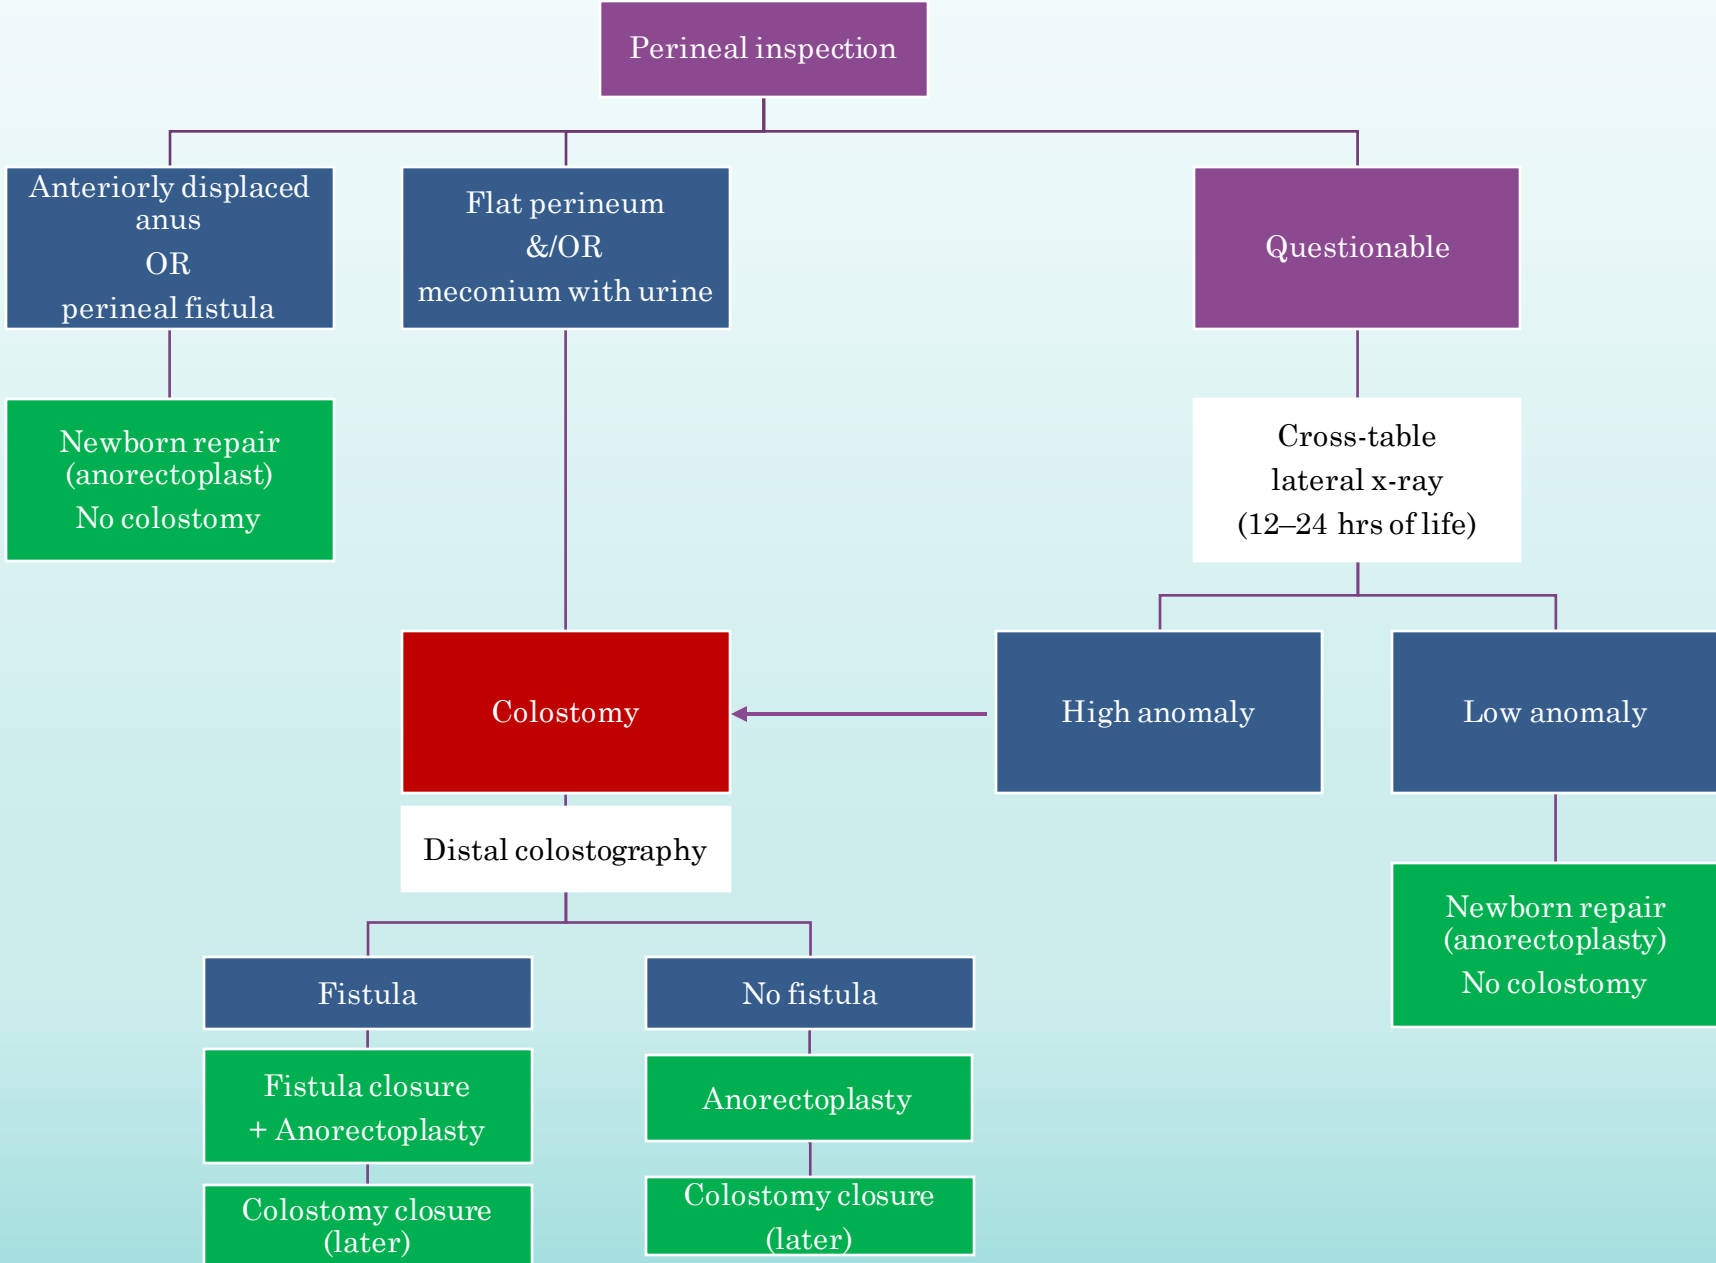 Perineal inspection
Anteriorly displaced
anus
OR
perineal fistula
Flat perineum
&/OR
meconium with urine
Questionable
Newborn repair
(anorectoplast)
No colostomy
Cross-table
lateral x-ray
(12–24 hrs of life)
Colostomy
High anomaly
Low anomaly
Distal colostography
Newborn repair
(anorectoplasty)
No colostomy
Fistula
No fistula
Fistula closure
+ Anorectoplasty
Anorectoplasty
Colostomy closure
(later)
Colostomy closure
(later)